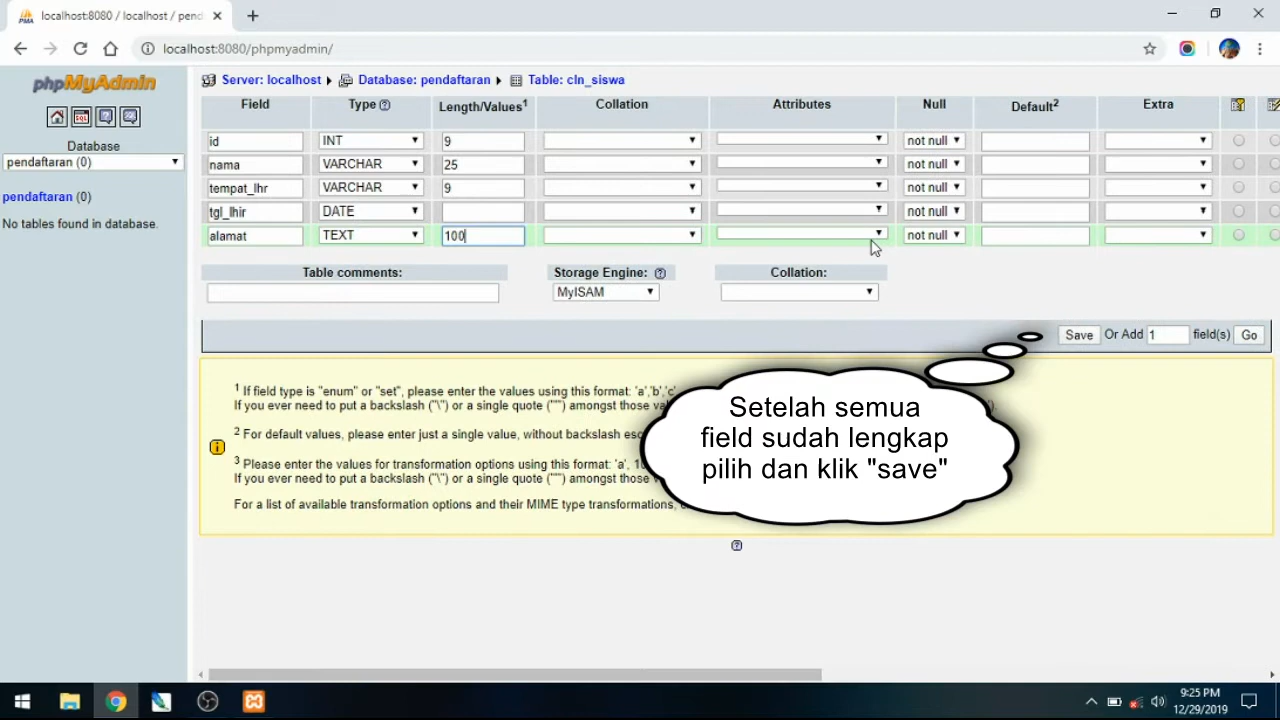 localhost:8080 / localhost / pend
localhost:8080/phpmyadmin/
phpMyAdmin
Server: localhost Database: pendaftaran Table: cln_siswa
Database
pendaftaran (0)
pendaftaran (0)
No tables found in database.
Field Type Length/Values1 Collation Attributes Null Default2 Extra
id INT 9 not null
nama VARCHAR 25 not null
tempat_lhr VARCHAR 9 not null
tgl_lhir DATE not null
alamat TEXT 100 not null
Table comments: Storage Engine: Collation:
MyISAM
Save Or Add 1 field(s) Go
1 If field type is "enum" or "set", please enter the values using this format: 'a','b','c'
If you ever need to put a backslash ("\") or a single quote ("'") amongst those
2 For default values, please enter just a single value, without backslash
3 Please enter the values for transformation options using this format: 'a',
If you ever need to put a backslash ("\") or a single quote ("'") amongst those
For a list of available transformation options and their MIME type transformations,
Setelah semua
field sudah lengkap
pilih dan klik "save"
9:25 PM
12/29/2019